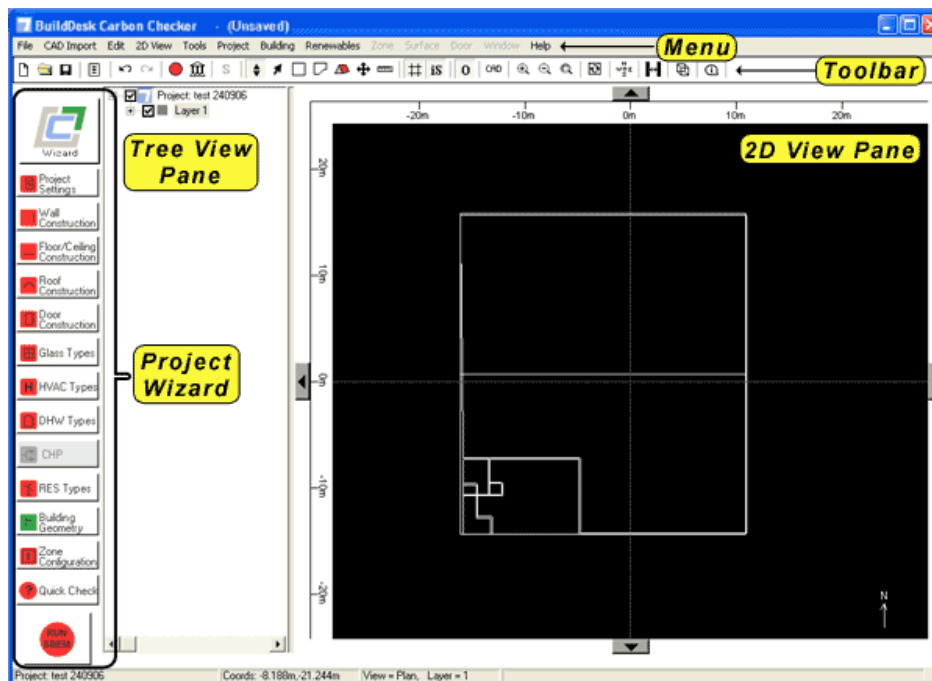 BuildDesk Carbon Checker - (Unsaved)
File CAD Import Edit 2D View Tools Project Building Renewables Zone Surface Door Window Help
Menu
S iS 0 CAD
Toolbar
Project: test 240906
Layer 1
Wizard
Tree View
Pane
2D View Pane
-20m -10m 0m 10m 20m
20m
10m
0m
-10m
-20m
Project
Settings
Wall
Construction
Floor/Ceiling
Construction
Roof
Construction
Door
Construction
Glass Types
Project
Wizard
H HVAC Types
DHW Types
CHP
RES Types
Building
Geometry
Zone
Configuration
? Quick Check
RUN
SBEM
N
Project: test 240906 Coords: -8.188m,-21.244m View = Plan, Layer = 1